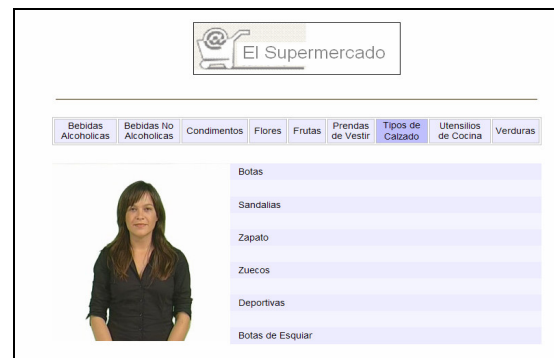 El Supermercado
Bebidas Alcoholicas
Bebidas No Alcoholicas
Condimentos
Flores
Frutas
Prendas de Vestir
Tipos de Calzado
Utensilios de Cocina
Verduras
Botas
Sandalias
Zapato
Zuecos
Deportivas
Botas de Esquiar